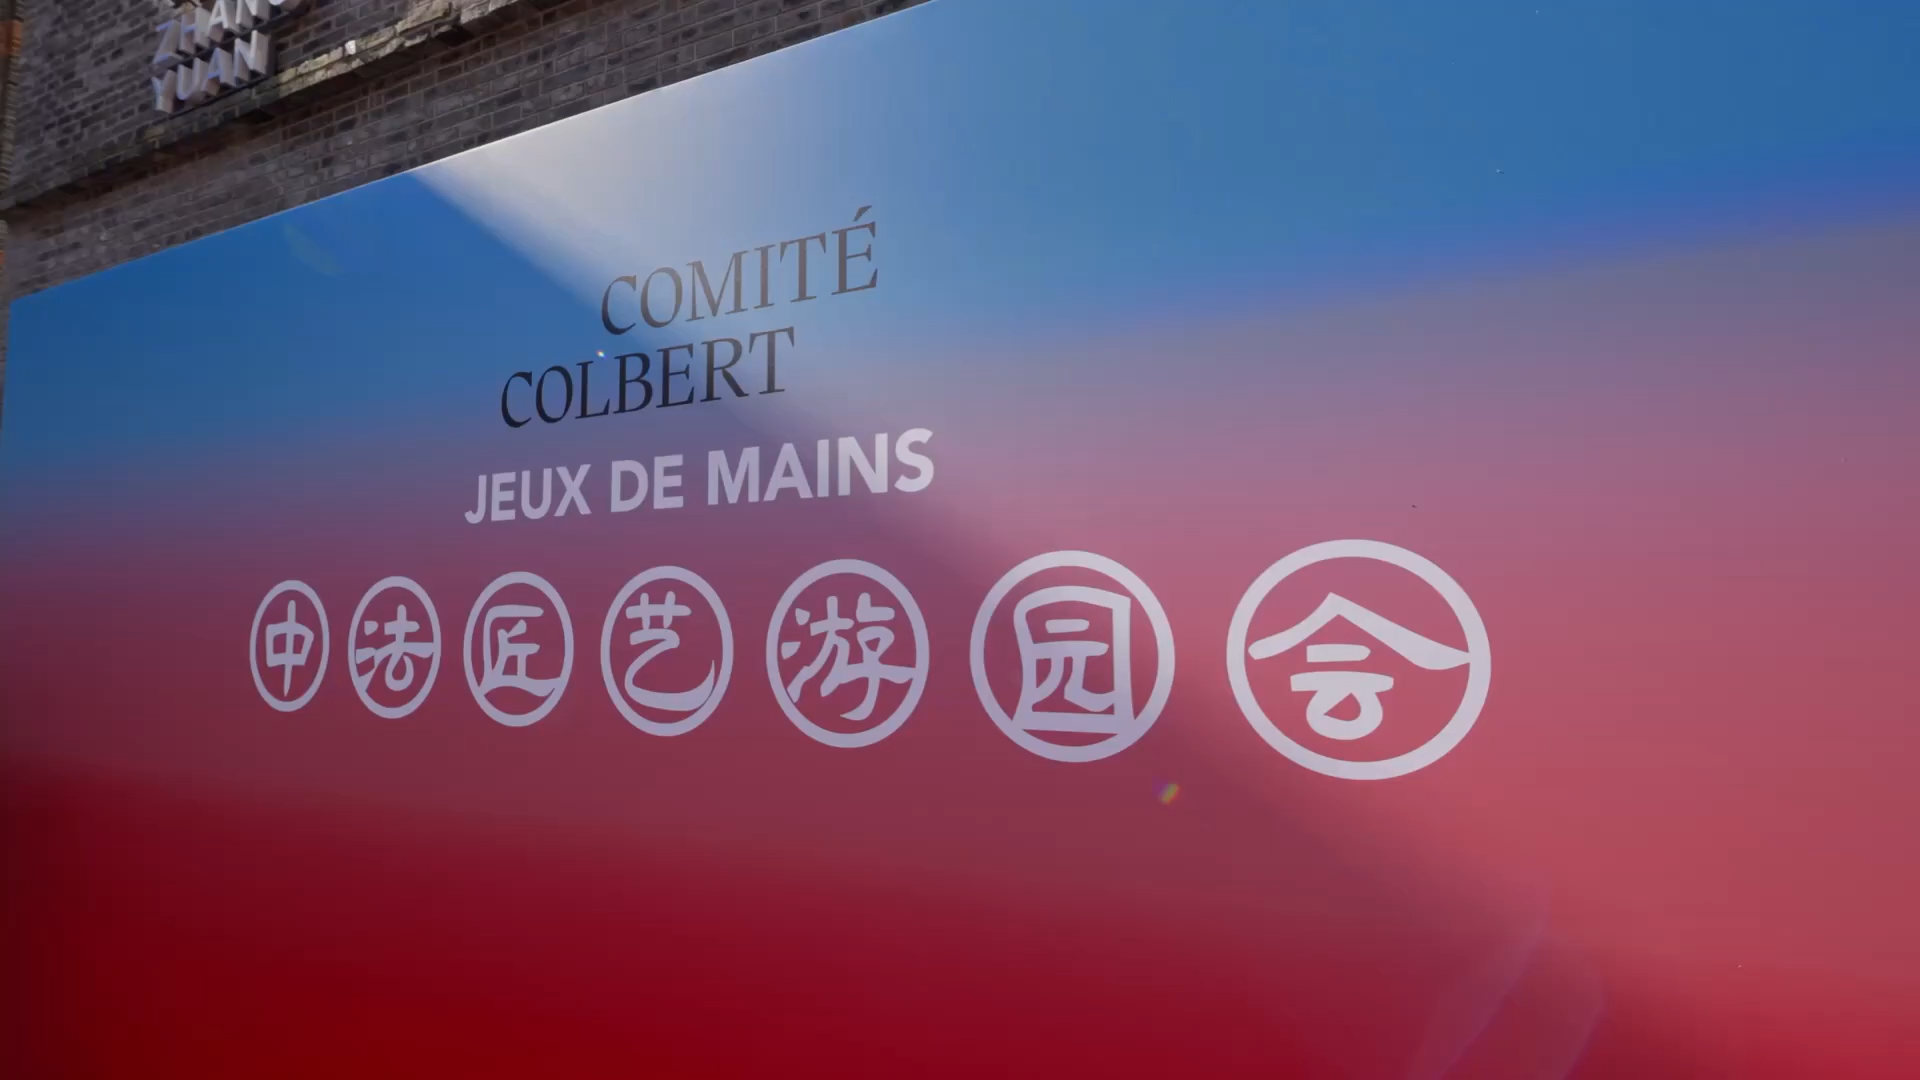 ZHANG
YUAN
COMITÉ
COLBERT
JEUX DE MAINS
中法匠艺游园会